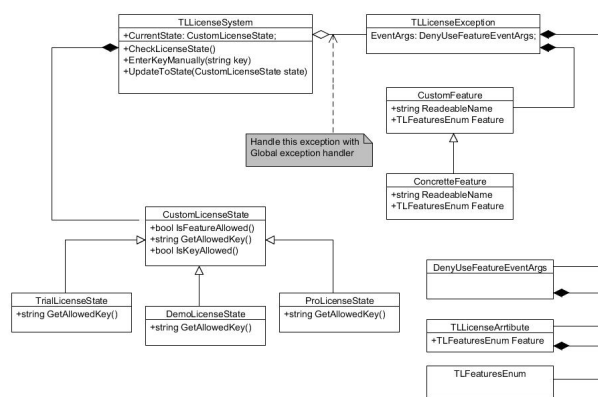 TLLicenseSystem
+CurrentState: CustomLicenseState;
+CheckLicenseState()
+EnterKeyManually(string key)
+UpdateToState(CustomLicenseState state)
TLLicenseException
EventArgs: DenyUseFeatureEventArgs;
CustomFeature
+string ReadeableName
+TLFeaturesEnum Feature
Handle this exception with
Global exception handler
ConcretteFeature
+string ReadeableName
+TLFeaturesEnum Feature
CustomLicenseState
+bool IsFeatureAllowed()
+string GetAllowedKey()
+bool IsKeyAllowed()
DenyUseFeatureEventArgs
TrialLicenseState
+string GetAllowedKey()
DemoLicenseState
+string GetAllowedKey()
ProLicenseState
+string GetAllowedKey()
TLLicenseArrtibute
+TLFeaturesEnum Feature
TLFeaturesEnum